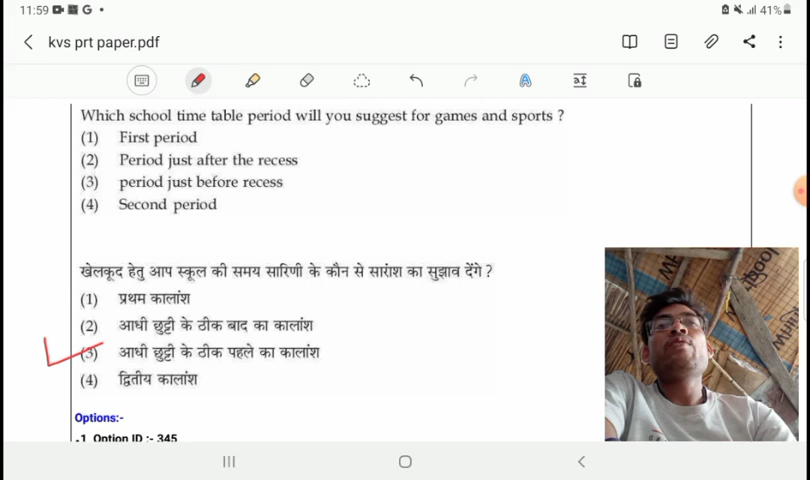 11:59 G
41%
kvs prt paper.pdf
Which school time table period will you suggest for games and sports ?
(1) First period
(2) Period just after the recess
(3) period just before recess
(4) Second period
खेलकूद हेतु आप स्कूल की समय सारिणी के कौन से सारांश का सुझाव देंगे ?
(1) प्रथम कालांश
(2) आधी छुट्टी के ठीक बाद का कालांश
(3) आधी छुट्टी के ठीक पहले का कालांश
(4) द्वितीय कालांश
Options:-
1. Option ID :- 345